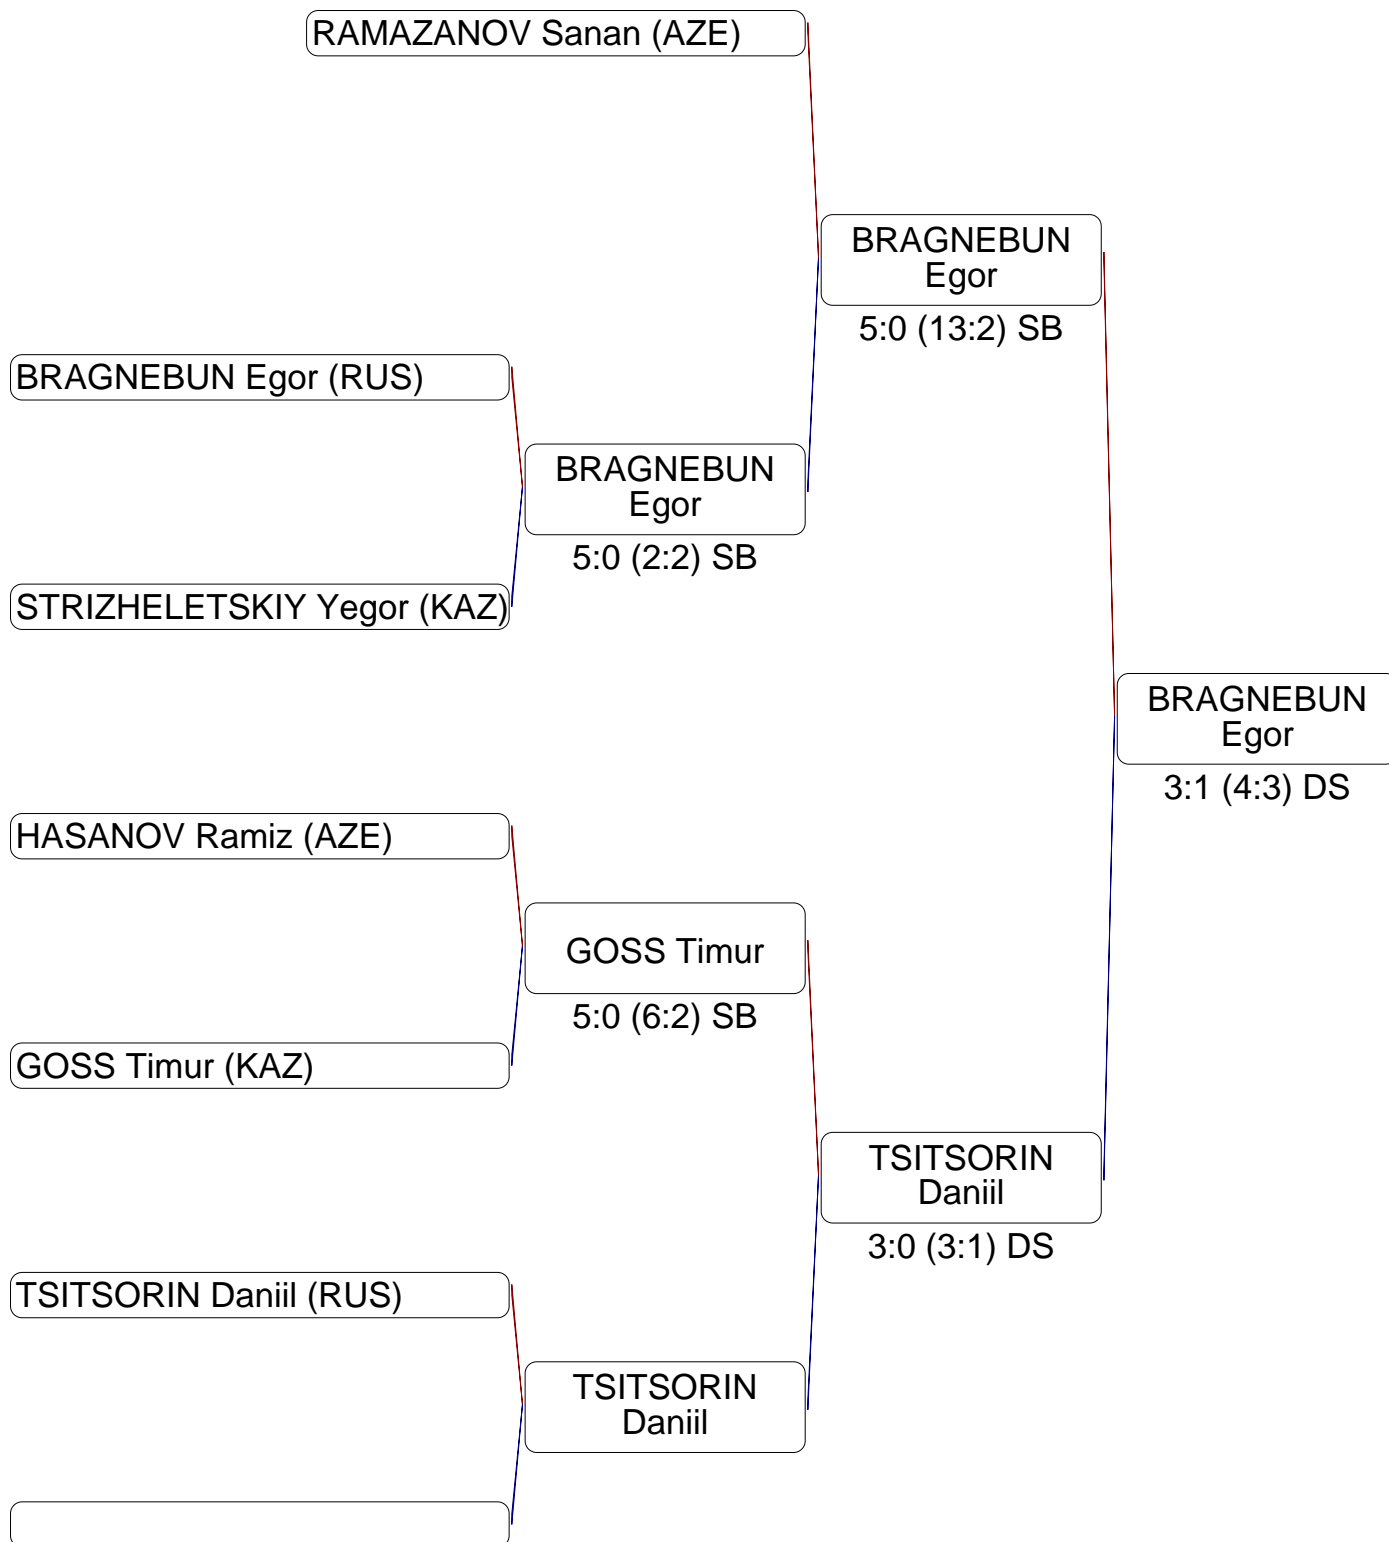 RAMAZANOV Sanan (AZE)
BRAGNEBUN
Egor
5:0 (13:2) SB
BRAGNEBUN Egor (RUS)
BRAGNEBUN
Egor
5:0 (2:2) SB
STRIZHELETSKIY Yegor (KAZ)
BRAGNEBUN
Egor
3:1 (4:3) DS
HASANOV Ramiz (AZE)
GOSS Timur
5:0 (6:2) SB
GOSS Timur (KAZ)
TSITSORIN
Daniil
3:0 (3:1) DS
TSITSORIN Daniil (RUS)
TSITSORIN
Daniil